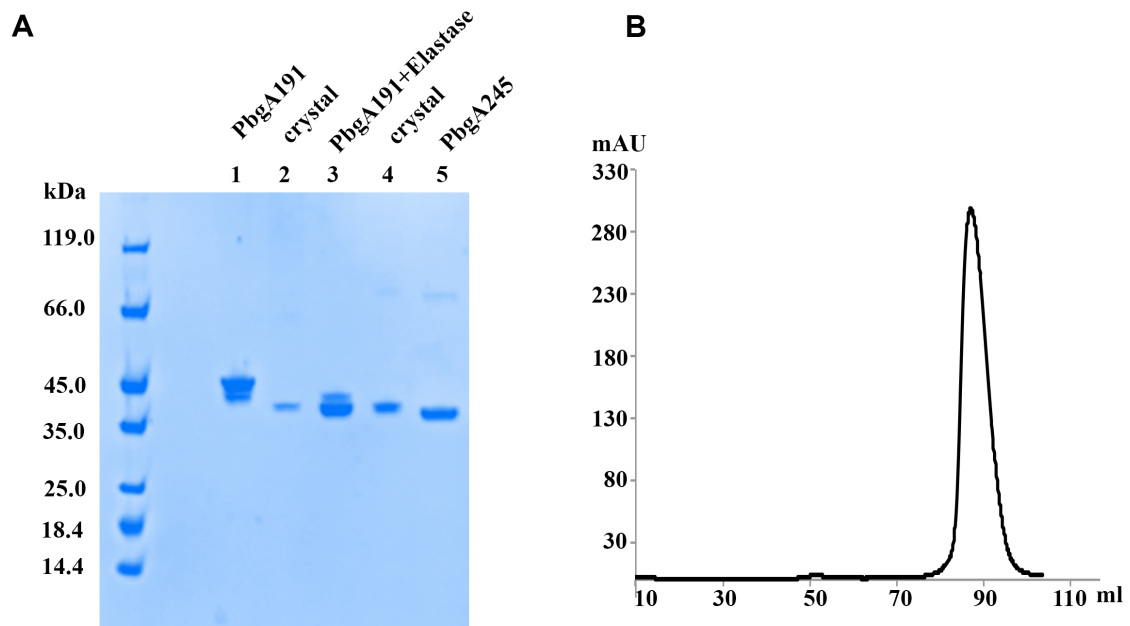 A
PbgA191
crystal
PbgA191+Elastase
crystal
PbgA245
1 2 3 4 5
kDa
119.0
66.0
45.0
35.0
25.0
18.4
14.4
B
mAU
330
280
230
180
130
80
30
10 30 50 70 90 110 ml